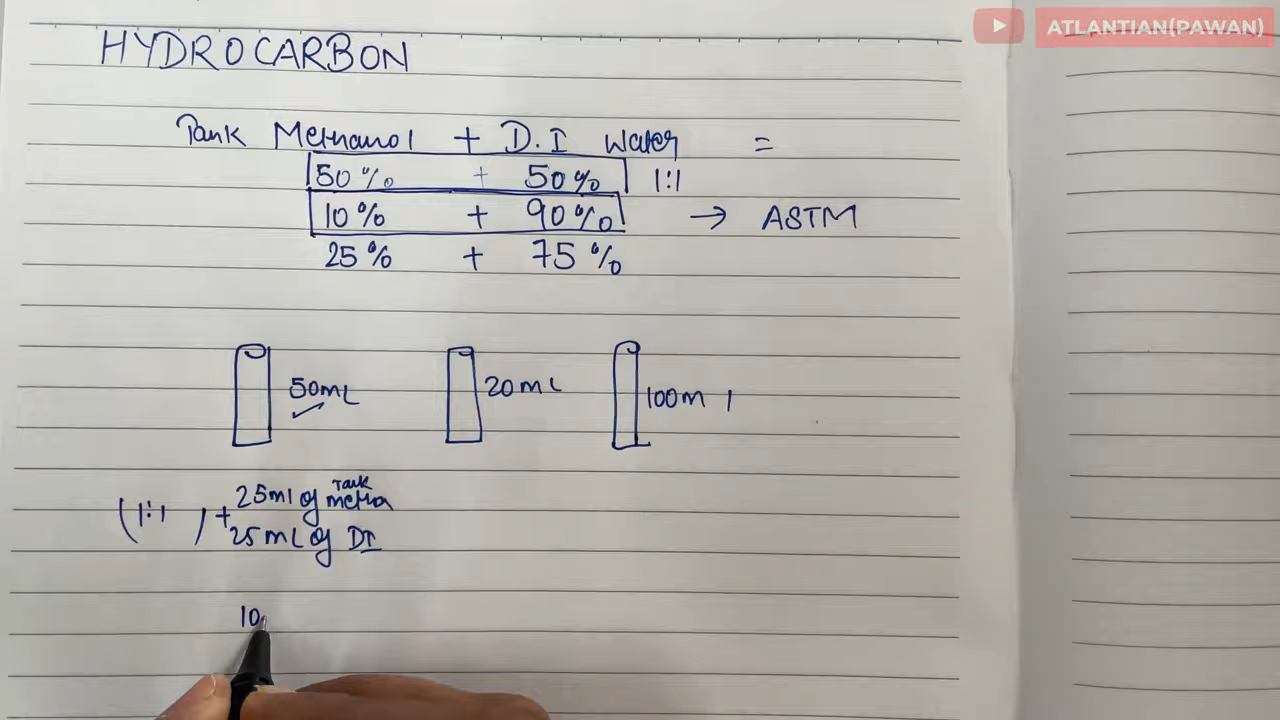 ATLANTIAN(PAWAN)
HYDROCARBON
Tank Methanol + D.I Water =
50% + 50% 1:1
10% + 90% → ASTM
25% + 75%
50mL 20mL 100ml
(1:1 ) + 25ml of Tank metha
25mL of DI
10